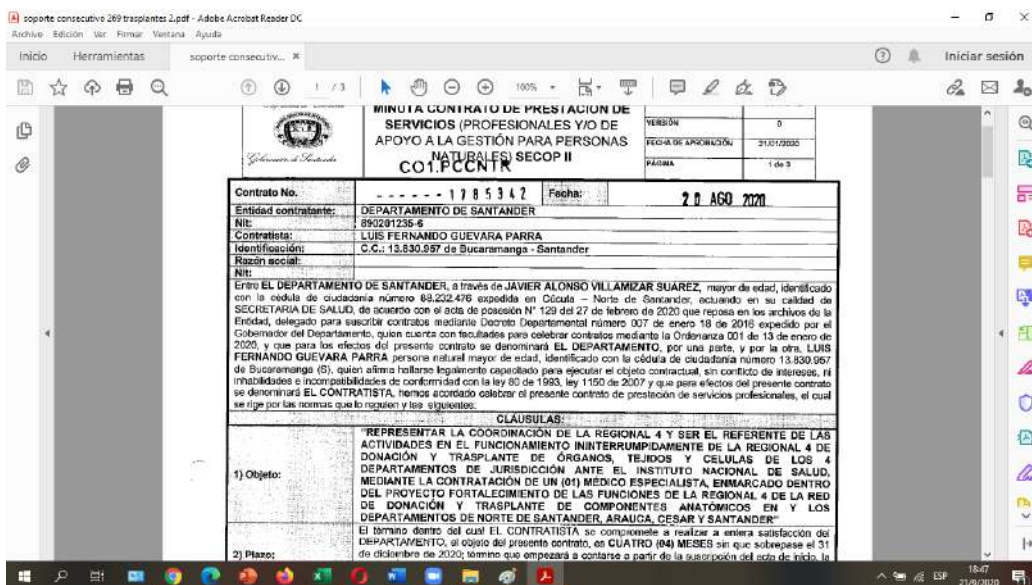 soporte consecutivo 269 trasplantes 2.pdf - Adobe Acrobat Reader DC
Archivo Edición Ver Firmar Ventana Ayuda
Inicio Herramientas soporte consecutiv... × Iniciar sesión
1 / 3 100%
MINUTA CONTRATO DE PRESTACIÓN DE
SERVICIOS (PROFESIONALES Y/O DE
APOYO A LA GESTIÓN PARA PERSONAS
NATURALES) SECOP II
CO1.PCCNTR
VERSIÓN 0
FECHA DE APROBACIÓN 21/01/2020
PÁGINA 1 de 3
Gobernación de Santander
Contrato No. - - - - - - 1785342 Fecha: 20 AGO 2020
Entidad contratante: DEPARTAMENTO DE SANTANDER
Nit: 890201235-6
Contratista: LUIS FERNANDO GUEVARA PARRA
Identificación: C.C.: 13.830.957 de Bucaramanga - Santander
Razón social:
Nit:
Entre EL DEPARTAMENTO DE SANTANDER, a través de JAVIER ALONSO VILLAMIZAR SUÁREZ, mayor de edad, identificado
con la cédula de ciudadanía número 88.232.476 expedida en Cúcuta – Norte de Santander, actuando en su calidad de
SECRETARIA DE SALUD, de acuerdo con el acta de posesión N° 129 del 27 de febrero de 2020 que reposa en los archivos de la
Entidad, delegado para suscribir contratos mediante Decreto Departamental número 007 de enero 18 de 2016 expedido por el
Gobernador del Departamento, quien cuenta con facultades para celebrar contratos mediante la Ordenanza 001 de 13 de enero de
2020, y que para los efectos del presente contrato se denominará EL DEPARTAMENTO, por una parte, y por la otra, LUIS
FERNANDO GUEVARA PARRA persona natural mayor de edad, identificado con la cédula de ciudadanía número 13.830.957
de Bucaramanga (S), quien afirma hallarse legalmente capacitado para ejecutar el objeto contractual, sin conflicto de intereses, ni
inhabilidades e incompatibilidades de conformidad con la ley 80 de 1993, ley 1150 de 2007 y que para efectos del presente contrato
se denominará EL CONTRATISTA, hemos acordado celebrar el presente contrato de prestación de servicios profesionales, el cual
se rige por las normas que lo regulen y las siguientes:
CLÁUSULAS:
1) Objeto:
"REPRESENTAR LA COORDINACIÓN DE LA REGIONAL 4 Y SER EL REFERENTE DE LAS
ACTIVIDADES EN EL FUNCIONAMIENTO ININTERRUMPIDAMENTE DE LA REGIONAL 4 DE
DONACIÓN Y TRASPLANTE DE ÓRGANOS, TEJIDOS Y CELULAS DE LOS 4
DEPARTAMENTOS DE JURISDICCIÓN ANTE EL INSTITUTO NACIONAL DE SALUD,
MEDIANTE LA CONTRATACIÓN DE UN (01) MÉDICO ESPECIALISTA, ENMARCADO DENTRO
DEL PROYECTO FORTALECIMIENTO DE LAS FUNCIONES DE LA REGIONAL 4 DE LA RED
DE DONACIÓN Y TRASPLANTE DE COMPONENTES ANATÓMICOS EN Y LOS
DEPARTAMENTOS DE NORTE DE SANTANDER, ARAUCA, CESAR Y SANTANDER"
2) Plazo:
El término dentro del cual EL CONTRATISTA se compromete a realizar a entera satisfacción del
DEPARTAMENTO, el objeto del presente contrato, es CUATRO (04) MESES sin que sobrepase el 31
de diciembre de 2020; término que empezará a contarse a partir de la suscripción del acta de inicio, la
ESP 18:47
21/9/2020